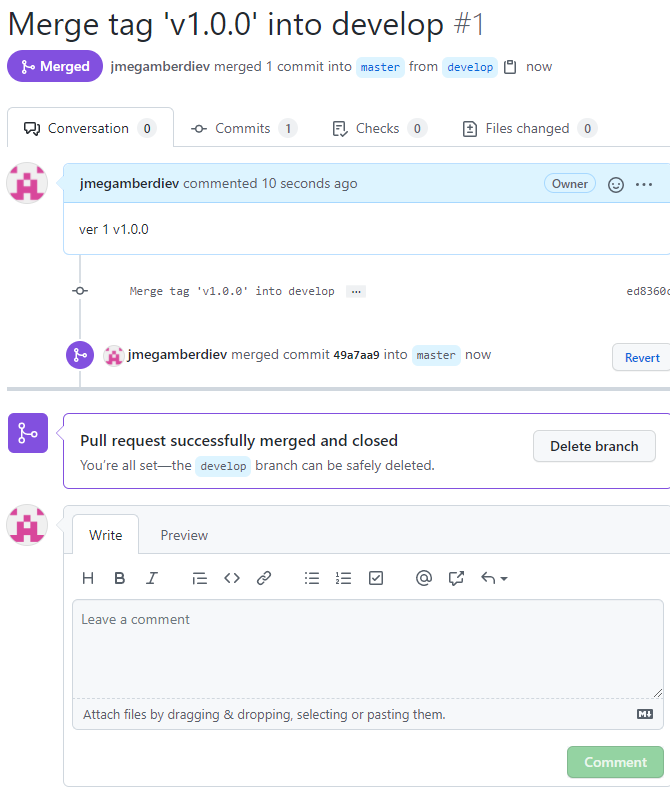 Merge tag 'v1.0.0' into develop #1
Merged jmegamberdiev merged 1 commit into master from develop now
Conversation 0 Commits 1 Checks 0 Files changed 0
jmegamberdiev commented 10 seconds ago Owner
ver 1 v1.0.0
Merge tag 'v1.0.0' into develop ... ed8360
jmegamberdiev merged commit 49a7aa9 into master now Revert
Pull request successfully merged and closed
You're all set—the develop branch can be safely deleted.
Delete branch
Write Preview
H B I
Leave a comment
Attach files by dragging & dropping, selecting or pasting them.
Comment